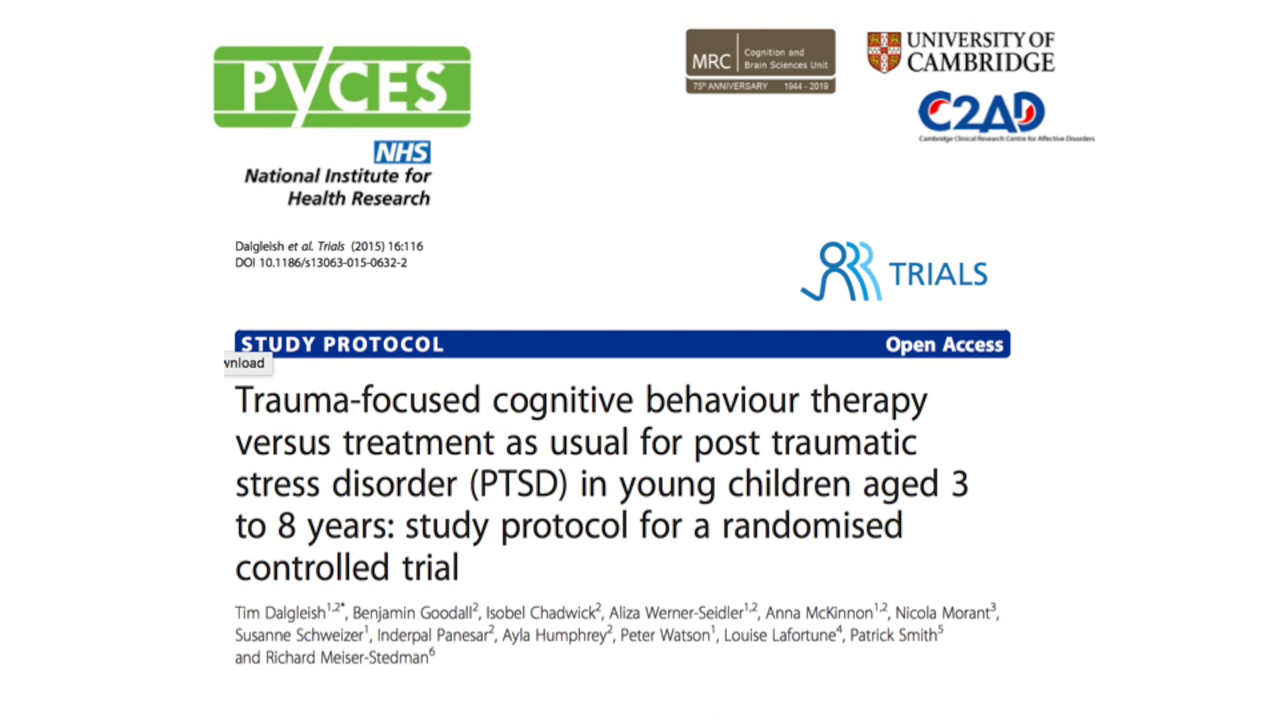 PYCES
MRC
Cognition and
Brain Sciences Unit
75th ANNIVERSARY 1944 - 2019
UNIVERSITY OF
CAMBRIDGE
C2AD
Cambridge Clinical Research Centre for Affective Disorders
NHS
National Institute for
Health Research
Dalgleish et al. Trials (2015) 16:116
DOI 10.1186/s13063-015-0632-2
TRIALS
STUDY PROTOCOL Open Access
wnload
Trauma-focused cognitive behaviour therapy
versus treatment as usual for post traumatic
stress disorder (PTSD) in young children aged 3
to 8 years: study protocol for a randomised
controlled trial
Tim Dalgleish1,2*, Benjamin Goodall2, Isobel Chadwick2, Aliza Werner-Seidler1,2, Anna McKinnon1,2, Nicola Morant3,
Susanne Schweizer1, Inderpal Panesar2, Ayla Humphrey2, Peter Watson1, Louise Lafortune4, Patrick Smith5
and Richard Meiser-Stedman6